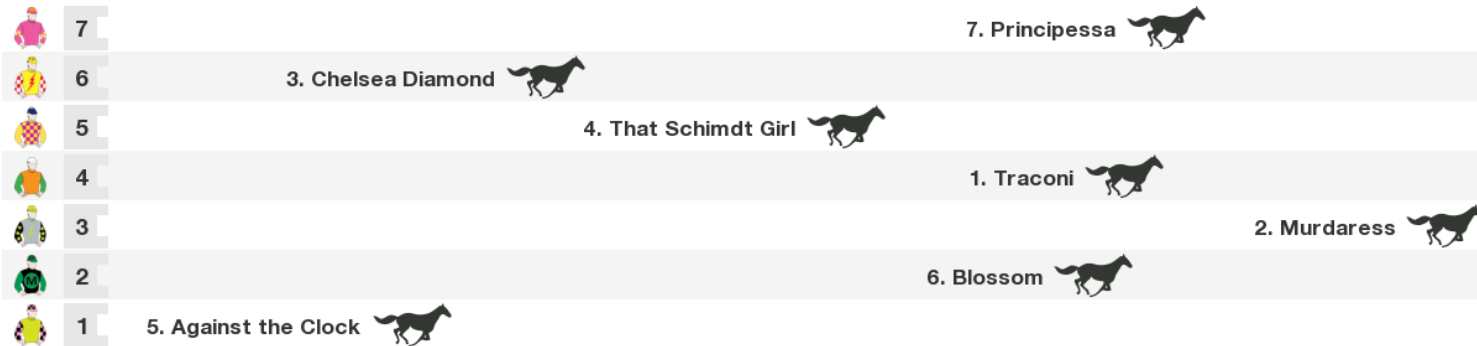 7 7. Principessa
6 3. Chelsea Diamond
5 4. That Schimdt Girl
4 1. Traconi
3 2. Murdaress
2 M 6. Blossom
1 5. Against the Clock